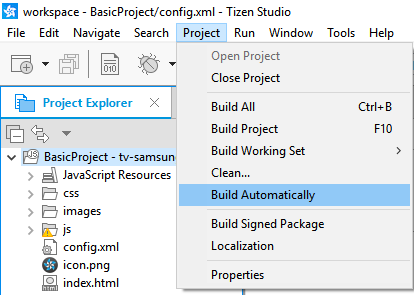 workspace - BasicProject/config.xml - Tizen Studio
File Edit Navigate Search Project Run Window Help
Open Project
Close Project
Build All Ctrl+B
Build Project F10
Build Working Set
Clean...
Build Automatically
Build Signed Package
Localization
Properties
010
Project Explorer
BasicProject - tv-samsun
JavaScript Resources
css
images
js
config.xml
icon.png
index.html